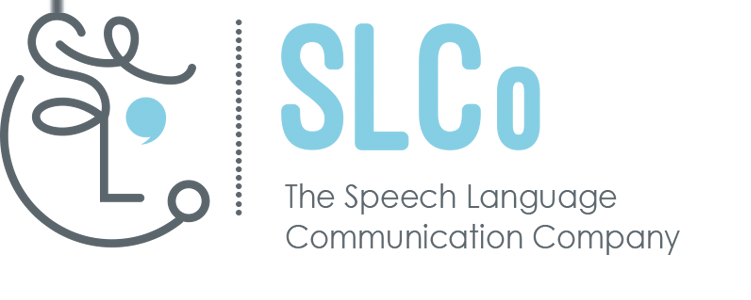 SLCo
The Speech Language
Communication Company